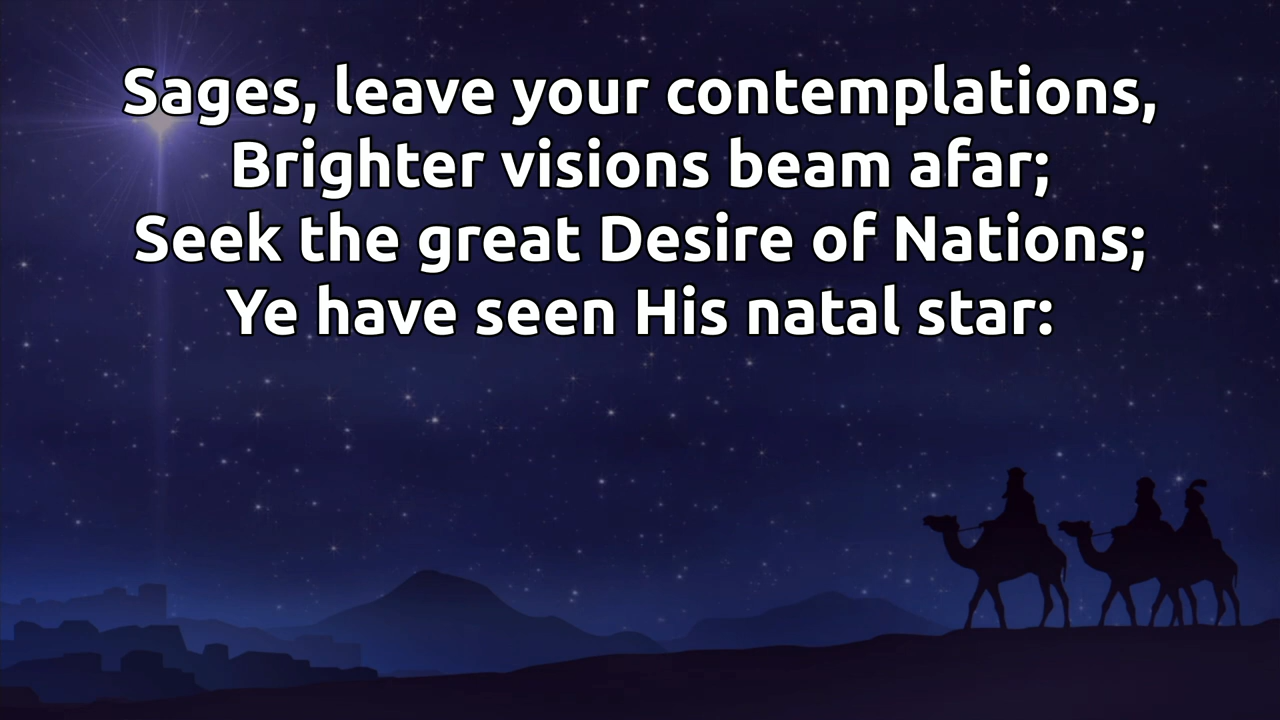 Sages, leave your contemplations,
Brighter visions beam afar;
Seek the great Desire of Nations;
Ye have seen His natal star: